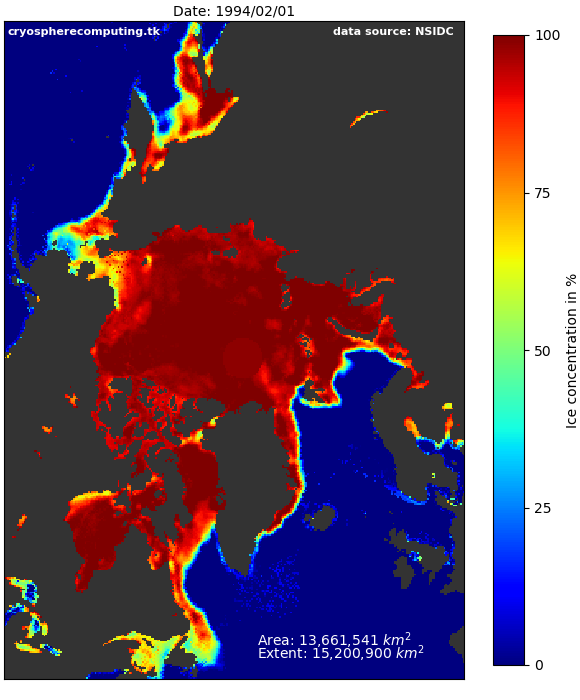 Date: 1994/02/01
cryospherecomputing.tk
data source: NSIDC
100
75
50
25
0
Ice concentration in %
Area: 13,661,541 km²
Extent: 15,200,900 km²